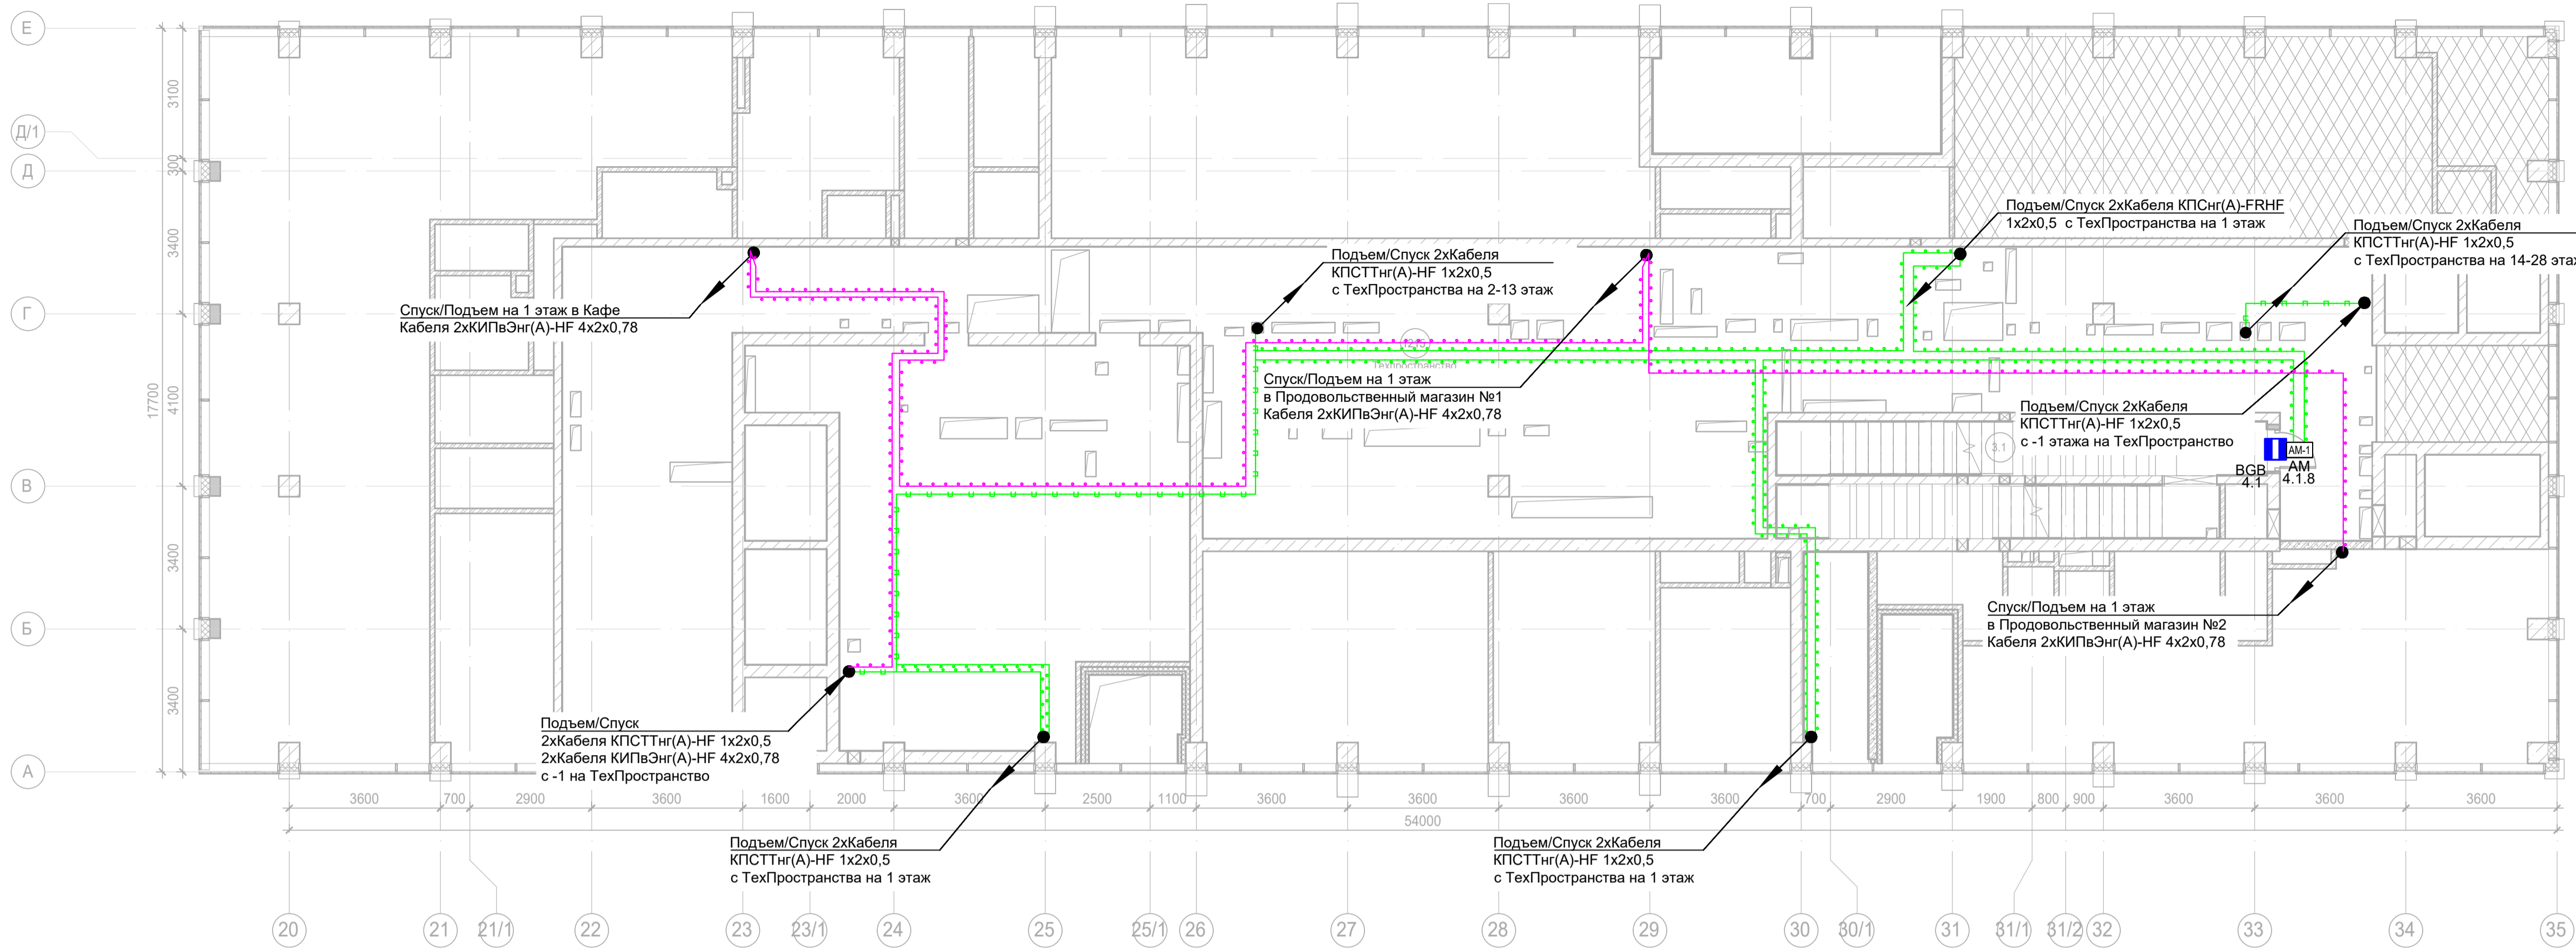 Е
Д/1
Д
Г
В
Б
А
3100
300
3400
4100
3400
3400
17700
Спуск/Подъем на 1 этаж в Кафе
Кабеля 2хКИПвЭнг(А)-HF 4х2х0,78
Подъем/Спуск 2хКабеля
КПСТТнг(А)-HF 1х2х0,5
с ТехПространства на 2-13 этаж
Подъем/Спуск 2хКабеля КПСнг(А)-FRHF
1х2х0,5 с ТехПространства на 1 этаж
Подъем/Спуск 2хКабеля
КПСТТнг(А)-HF 1х2х0,5
с ТехПространства на 14-28 этаж
Техпространство
Спуск/Подъем на 1 этаж
в Продовольственный магазин №1
Кабеля 2хКИПвЭнг(А)-HF 4х2х0,78
Подъем/Спуск 2хКабеля
КПСТТнг(А)-HF 1х2х0,5
с -1 этажа на ТехПространство
3.1
AM-1
BGB
4.1
AM
4.1.8
Спуск/Подъем на 1 этаж
в Продовольственный магазин №2
Кабеля 2хКИПвЭнг(А)-HF 4х2х0,78
Подъем/Спуск
2хКабеля КПСТТнг(А)-HF 1х2х0,5
2хКабеля КИПвЭнг(А)-HF 4х2х0,78
с -1 на ТехПространство
3600 700 2900 3600 1600 2000 3600 2500 1100 3600 3600 3600 3600 700 2900 1900 800 900 3600 3600 3600
54000
Подъем/Спуск 2хКабеля
КПСТТнг(А)-HF 1х2х0,5
с ТехПространства на 1 этаж
Подъем/Спуск 2хКабеля
КПСТТнг(А)-HF 1х2х0,5
с ТехПространства на 1 этаж
20 21 21/1 22 23 23/1 24 25 25/1 26 27 28 29 30 30/1 31 31/1 31/2 32 33 34 35